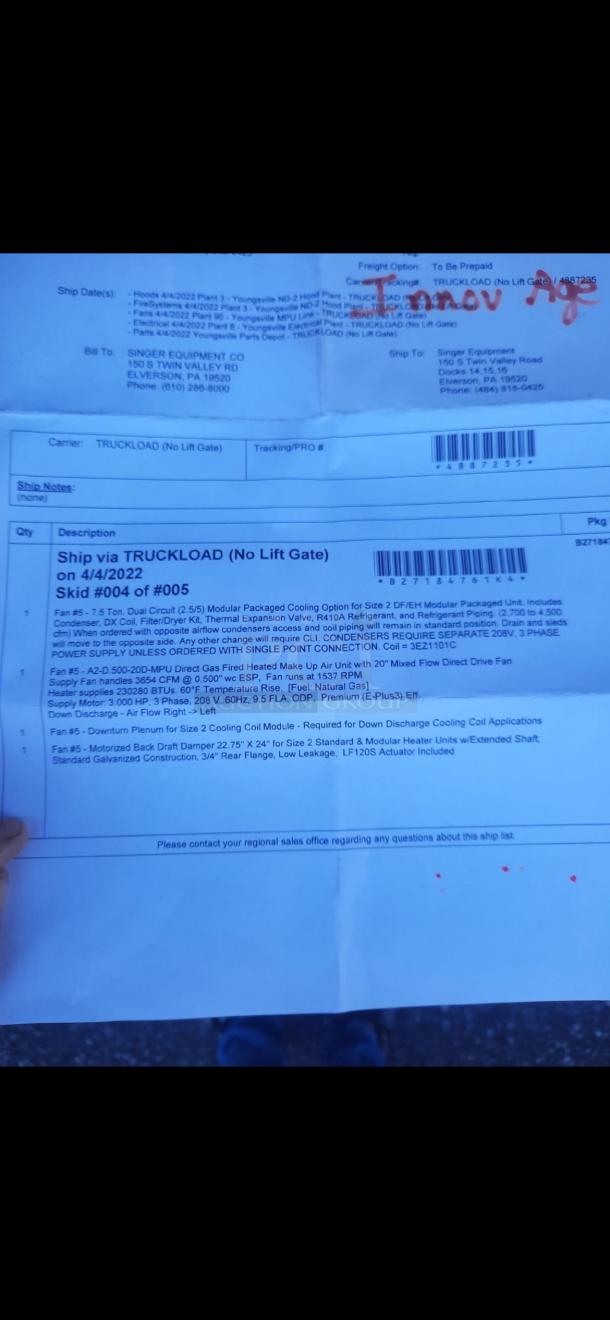 Freight Option: To Be Prepaid
TRUCKLOAD (No Lift Gate) / 4887235
Ship Date(s): - Hoods 4/4/2022 Plant 3 - Youngsville ND-2 Hood Plant - TRUCKLOAD
- FireSystems 4/4/2022 Plant 3 - Youngsville ND-2 Hood Plant - TRUCKLOAD
- Fans 4/4/2022 Plant 90 - Youngsville MPU Line - TRUCKLOAD (No Lift Gate)
- Electrical 4/4/2022 Plant 6 - Youngsville Electrical Plant - TRUCKLOAD (No Lift Gate)
- Parts 4/4/2022 Youngsville Parts Depot - TRUCKLOAD (No Lift Gate)
Innov Age
Bill To: SINGER EQUIPMENT CO
150 S TWIN VALLEY RD
ELVERSON, PA 19520
Phone: (610) 286-8000
Ship To: Singer Equipment
150 S Twin Valley Road
Docks 14,15,16
Elverson, PA 19520
Phone: (484) 818-0425
Carrier: TRUCKLOAD (No Lift Gate)
Tracking/PRO #:
*4887235*
Ship Notes:
(none)
Qty Description Pkg
Ship via TRUCKLOAD (No Lift Gate)
on 4/4/2022
Skid #004 of #005
*B27184761K4*
B27184
1 Fan #5 - 7.5 Ton, Dual Circuit (2.5/5) Modular Packaged Cooling Option for Size 2 DF/EH Modular Packaged Unit. Includes
Condenser, DX Coil, Filter/Dryer Kit, Thermal Expansion Valve, R410A Refrigerant, and Refrigerant Piping. (2,700 to 4,500
cfm) When ordered with opposite airflow condensers access and coil piping will remain in standard position. Drain and sleds
will move to the opposite side. Any other change will require CLI. CONDENSERS REQUIRE SEPARATE 208V, 3 PHASE
POWER SUPPLY UNLESS ORDERED WITH SINGLE POINT CONNECTION. Coil = 3EZ1101C
1 Fan #5 - A2-D.500-20D-MPU Direct Gas Fired Heated Make Up Air Unit with 20" Mixed Flow Direct Drive Fan
Supply Fan handles 3654 CFM @ 0.500" wc ESP, Fan runs at 1537 RPM.
Heater supplies 230280 BTUs. 60°F Temperature Rise. [Fuel: Natural Gas]
Supply Motor: 3.000 HP, 3 Phase, 208 V, 60Hz, 9.5 FLA, ODP, Premium (E-Plus3) Eff.
Down Discharge - Air Flow Right -> Left
1 Fan #5 - Downturn Plenum for Size 2 Cooling Coil Module - Required for Down Discharge Cooling Coil Applications
1 Fan #5 - Motorized Back Draft Damper 22.75" X 24" for Size 2 Standard & Modular Heater Units w/Extended Shaft,
Standard Galvanized Construction, 3/4" Rear Flange, Low Leakage, LF120S Actuator Included
Please contact your regional sales office regarding any questions about this ship list.